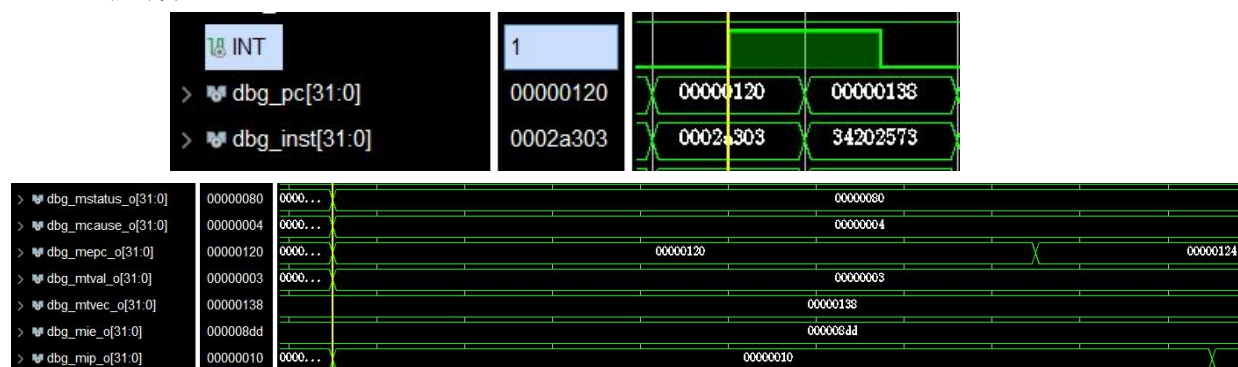 INT 1
> dbg_pc[31:0] 00000120 00000120 00000138
> dbg_inst[31:0] 0002a303 0002a303 34202573
> dbg_mstatus_o[31:0] 00000080 0000... 00000080
> dbg_mcause_o[31:0] 00000004 0000... 00000004
> dbg_mepc_o[31:0] 00000120 0000... 00000120 00000124
> dbg_mtval_o[31:0] 00000003 0000... 00000003
> dbg_mtvec_o[31:0] 00000138 00000138
> dbg_mie_o[31:0] 000008dd 000008dd
> dbg_mip_o[31:0] 00000010 0000... 00000010